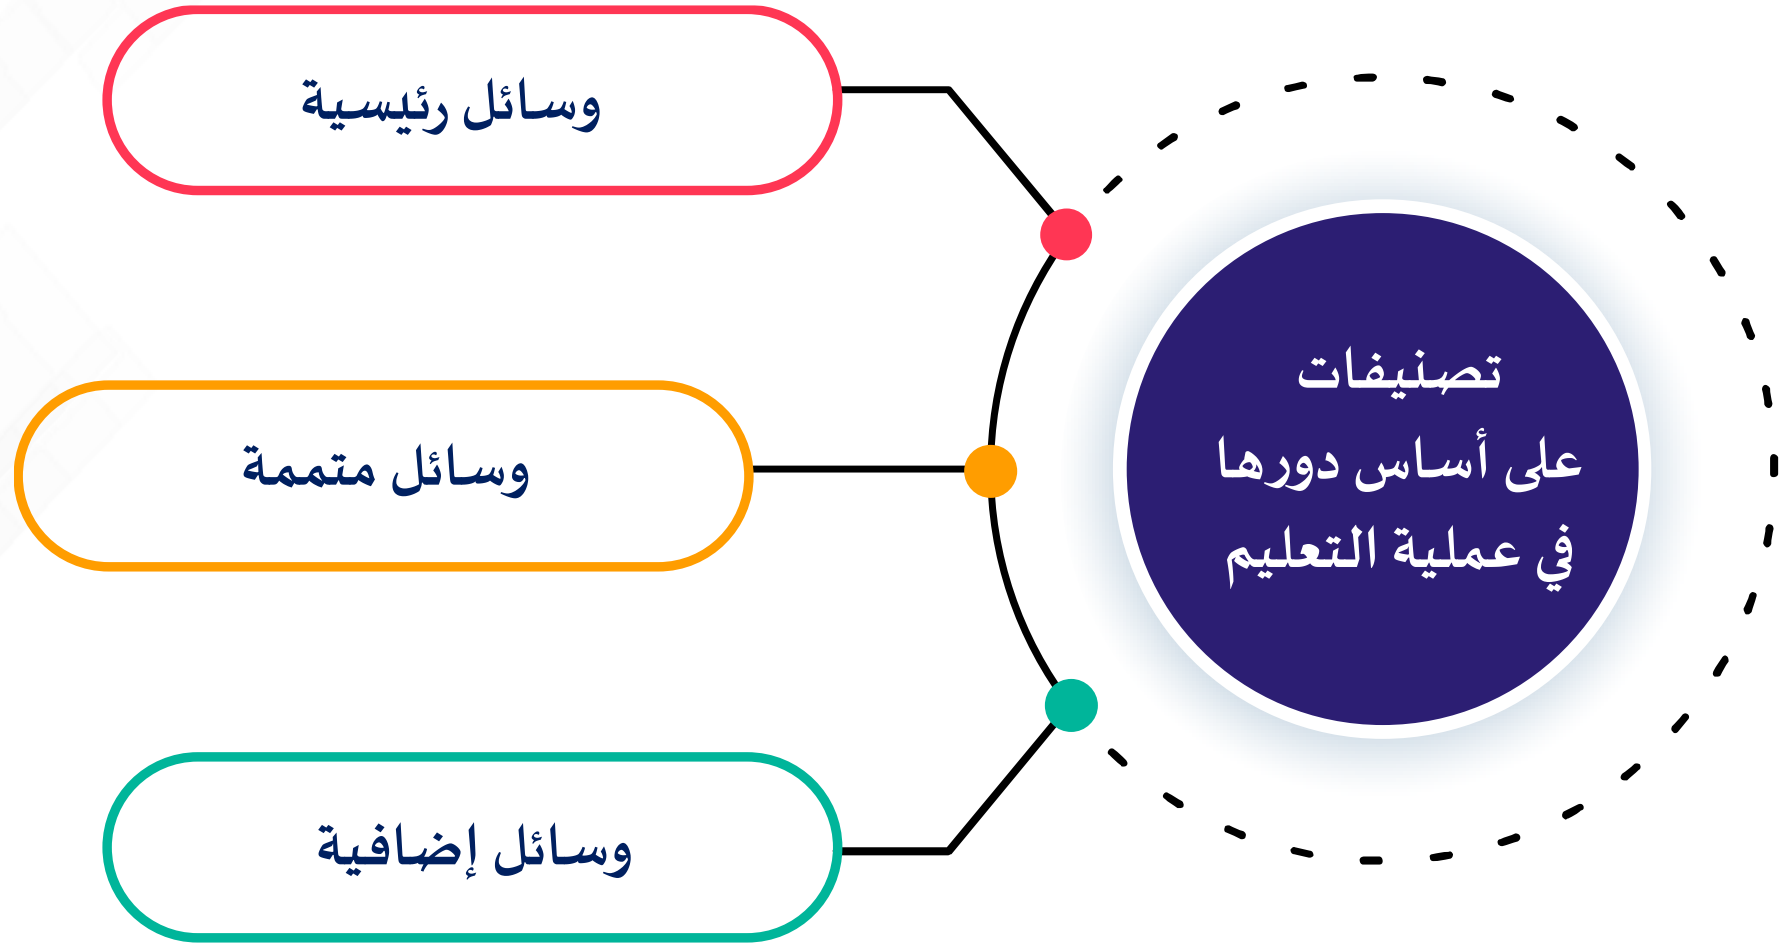 تصنيفات
على أساس دورها
في عملية التعليم
وسائل رئيسية
وسائل متممة
وسائل إضافية